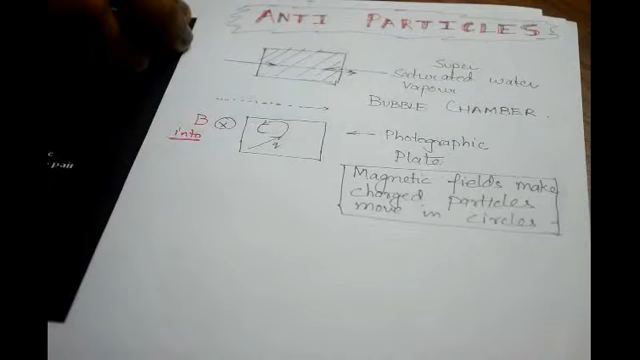 ANTI PARTICLES
Super
Saturated water
Vapour
BUBBLE CHAMBER.
B
into
Photographic
Plate
Magnetic fields make
charged particles
move in circles
pair